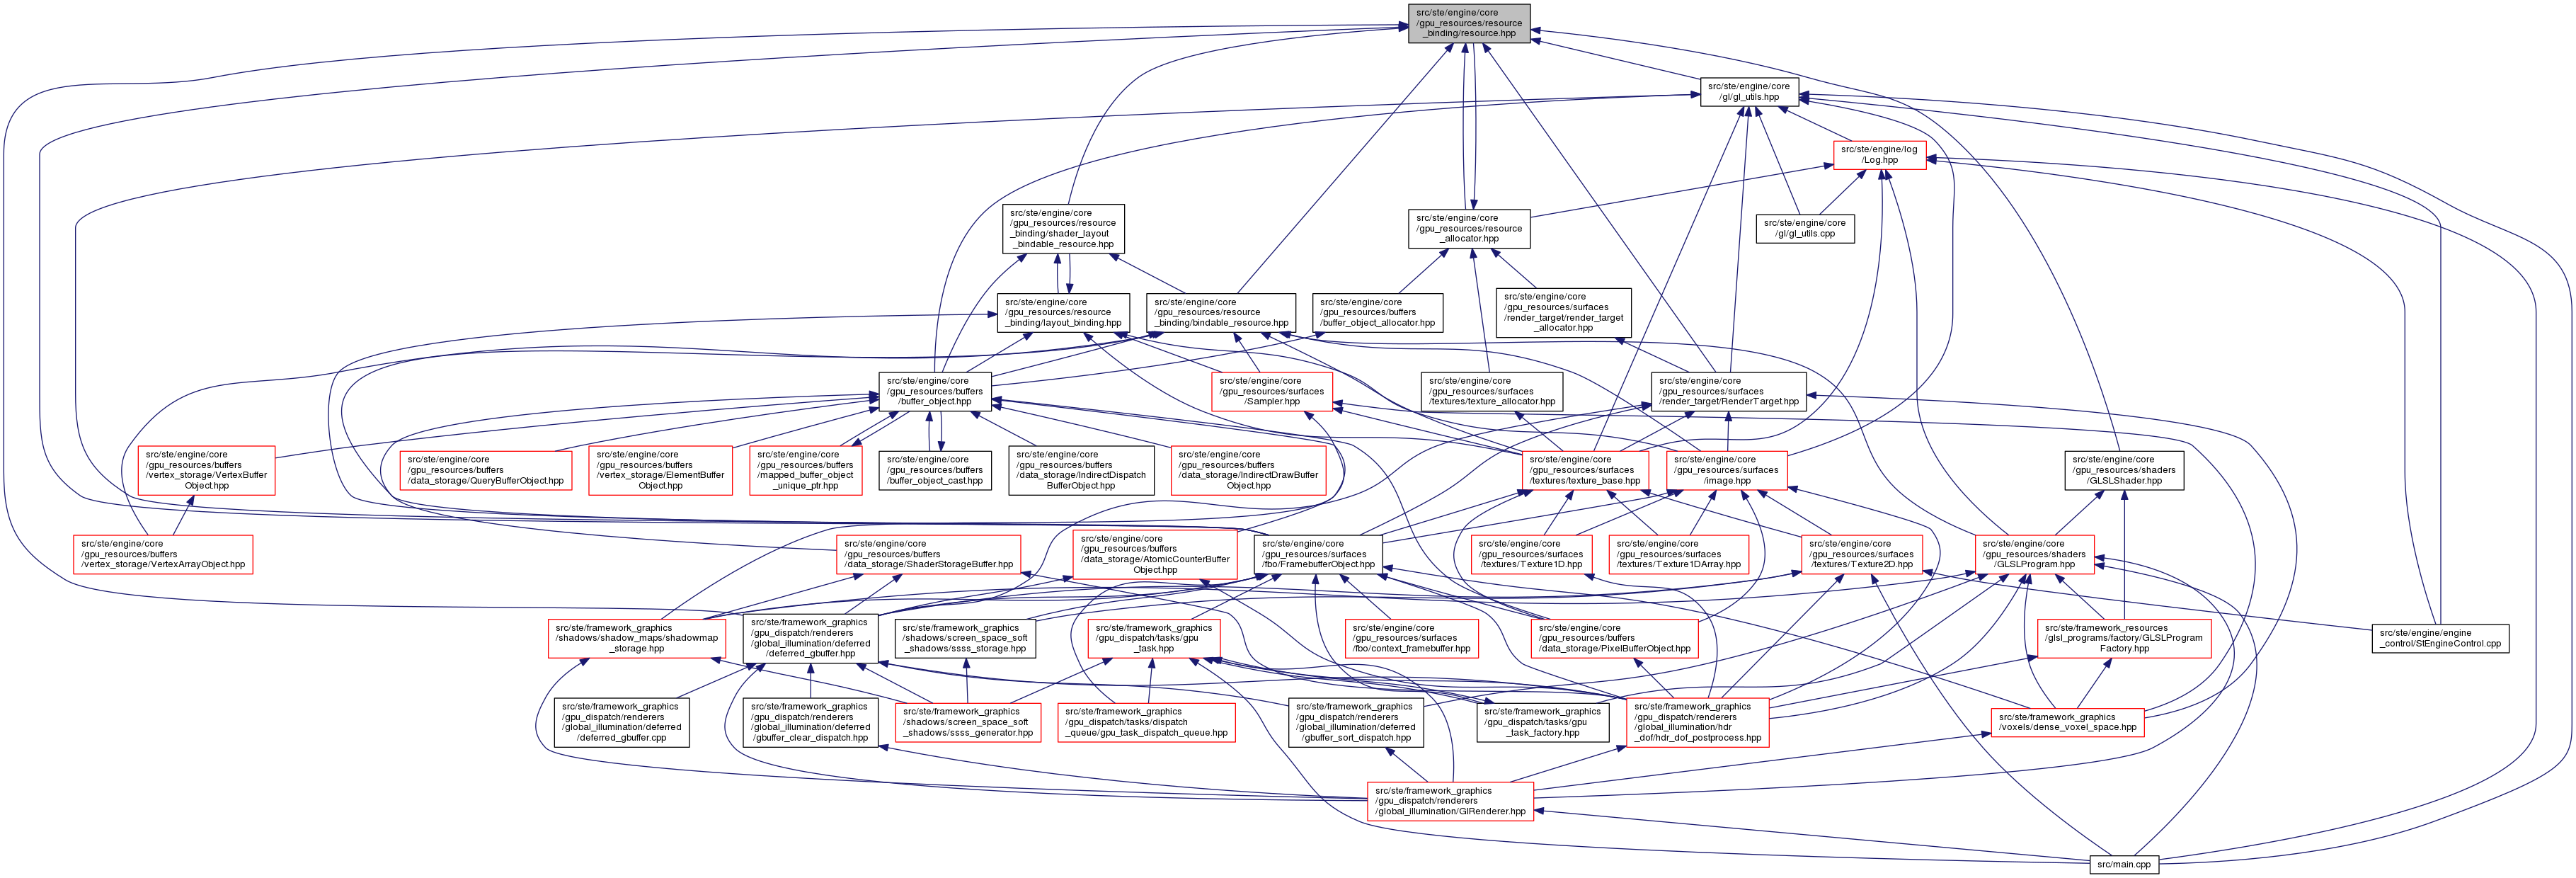 src/ste/engine/core
/gpu_resources/resource
_binding/resource.hpp
src/ste/engine/core
/gl/gl_utils.hpp
src/ste/engine/log
/Log.hpp
src/ste/engine/core
/gpu_resources/resource
_binding/shader_layout
_bindable_resource.hpp
src/ste/engine/core
/gpu_resources/resource
_allocator.hpp
src/ste/engine/core
/gl/gl_utils.cpp
src/ste/engine/core
/gpu_resources/resource
_binding/layout_binding.hpp
src/ste/engine/core
/gpu_resources/resource
_binding/bindable_resource.hpp
src/ste/engine/core
/gpu_resources/buffers
/buffer_object_allocator.hpp
src/ste/engine/core
/gpu_resources/surfaces
/render_target/render_target
_allocator.hpp
src/ste/engine/core
/gpu_resources/buffers
/buffer_object.hpp
src/ste/engine/core
/gpu_resources/surfaces
/Sampler.hpp
src/ste/engine/core
/gpu_resources/surfaces
/textures/texture_allocator.hpp
src/ste/engine/core
/gpu_resources/surfaces
/render_target/RenderTarget.hpp
src/ste/engine/core
/gpu_resources/buffers
/vertex_storage/VertexBuffer
Object.hpp
src/ste/engine/core
/gpu_resources/buffers
/data_storage/QueryBufferObject.hpp
src/ste/engine/core
/gpu_resources/buffers
/vertex_storage/ElementBuffer
Object.hpp
src/ste/engine/core
/gpu_resources/buffers
/mapped_buffer_object
_unique_ptr.hpp
src/ste/engine/core
/gpu_resources/buffers
/buffer_object_cast.hpp
src/ste/engine/core
/gpu_resources/buffers
/data_storage/IndirectDispatch
BufferObject.hpp
src/ste/engine/core
/gpu_resources/buffers
/data_storage/IndirectDrawBuffer
Object.hpp
src/ste/engine/core
/gpu_resources/surfaces
/textures/texture_base.hpp
src/ste/engine/core
/gpu_resources/surfaces
/image.hpp
src/ste/engine/core
/gpu_resources/shaders
/GLSLShader.hpp
src/ste/engine/core
/gpu_resources/buffers
/vertex_storage/VertexArrayObject.hpp
src/ste/engine/core
/gpu_resources/buffers
/data_storage/ShaderStorageBuffer.hpp
src/ste/engine/core
/gpu_resources/buffers
/data_storage/AtomicCounterBuffer
Object.hpp
src/ste/engine/core
/gpu_resources/surfaces
/fbo/FramebufferObject.hpp
src/ste/engine/core
/gpu_resources/surfaces
/textures/Texture1D.hpp
src/ste/engine/core
/gpu_resources/surfaces
/textures/Texture1DArray.hpp
src/ste/engine/core
/gpu_resources/surfaces
/textures/Texture2D.hpp
src/ste/engine/core
/gpu_resources/shaders
/GLSLProgram.hpp
src/ste/framework_graphics
/shadows/shadow_maps/shadowmap
_storage.hpp
src/ste/framework_graphics
/gpu_dispatch/renderers
/global_illumination/deferred
/deferred_gbuffer.hpp
src/ste/framework_graphics
/shadows/screen_space_soft
_shadows/ssss_storage.hpp
src/ste/framework_graphics
/gpu_dispatch/tasks/gpu
_task.hpp
src/ste/engine/core
/gpu_resources/surfaces
/fbo/context_framebuffer.hpp
src/ste/engine/core
/gpu_resources/buffers
/data_storage/PixelBufferObject.hpp
src/ste/framework_resources
/glsl_programs/factory/GLSLProgram
Factory.hpp
src/ste/engine/engine
_control/StEngineControl.cpp
src/ste/framework_graphics
/gpu_dispatch/renderers
/global_illumination/deferred
/deferred_gbuffer.cpp
src/ste/framework_graphics
/gpu_dispatch/renderers
/global_illumination/deferred
/gbuffer_clear_dispatch.hpp
src/ste/framework_graphics
/shadows/screen_space_soft
_shadows/ssss_generator.hpp
src/ste/framework_graphics
/gpu_dispatch/tasks/dispatch
_queue/gpu_task_dispatch_queue.hpp
src/ste/framework_graphics
/gpu_dispatch/renderers
/global_illumination/deferred
/gbuffer_sort_dispatch.hpp
src/ste/framework_graphics
/gpu_dispatch/tasks/gpu
_task_factory.hpp
src/ste/framework_graphics
/gpu_dispatch/renderers
/global_illumination/hdr
_dof/hdr_dof_postprocess.hpp
src/ste/framework_graphics
/voxels/dense_voxel_space.hpp
src/ste/framework_graphics
/gpu_dispatch/renderers
/global_illumination/GIRenderer.hpp
src/main.cpp